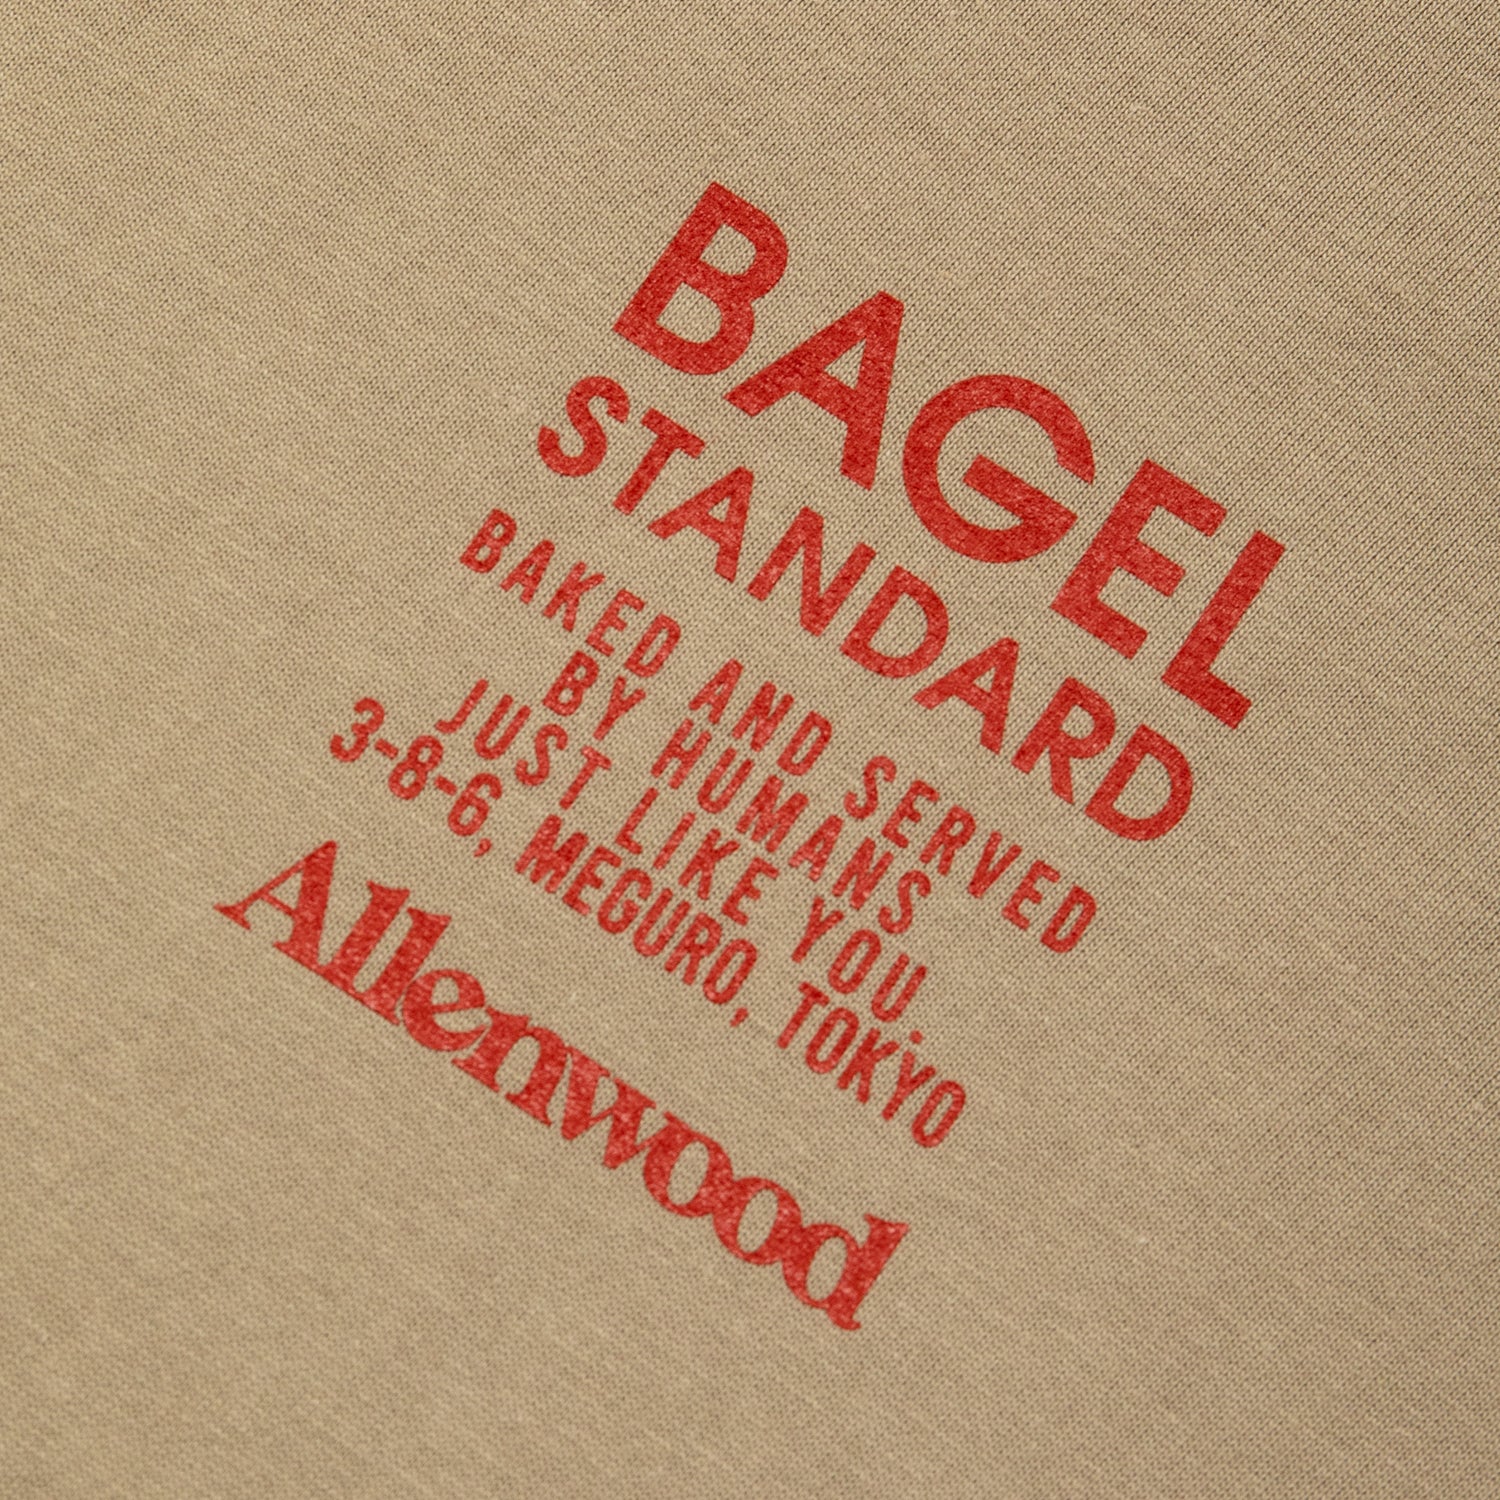 BAGEL
STANDARD
BAKED AND SERVED
BY HUMANS
JUST LIKE YOU.
3-8-6, MEGURO, TOKYO
Allenwood